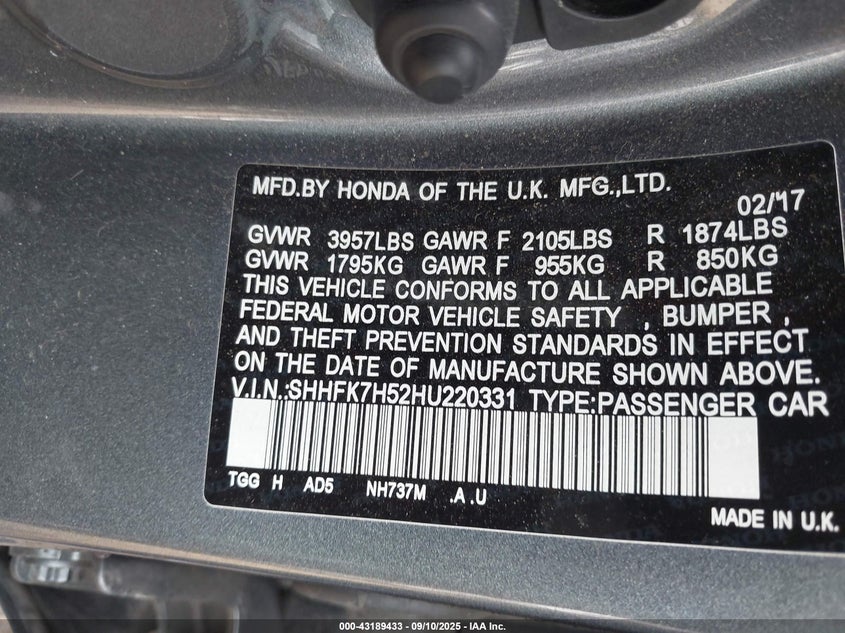 MFD.BY HONDA OF THE U.K. MFG.,LTD.
02/17
GVWR 3957LBS GAWR F 2105LBS R 1874LBS
GVWR 1795KG GAWR F 955KG R 850KG
THIS VEHICLE CONFORMS TO ALL APPLICABLE
FEDERAL MOTOR VEHICLE SAFETY , BUMPER ,
AND THEFT PREVENTION STANDARDS IN EFFECT
ON THE DATE OF MANUFACTURE SHOWN ABOVE.
V.I.N.:SHHFK7H52HU220331 TYPE:PASSENGER CAR
TGG H AD5 NH737M .A.U
MADE IN U.K.
000-43189433 - 09/10/2025 - IAA Inc.